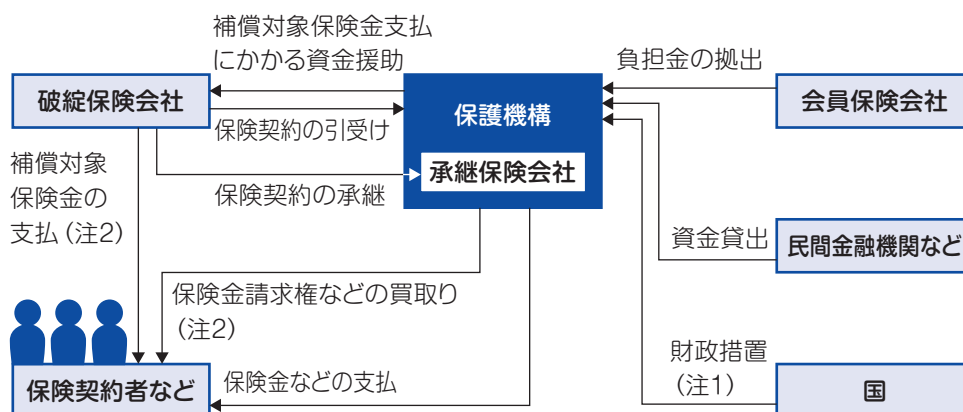 補償対象保険金支払
にかかる資金援助
負担金の拠出
破綻保険会社
保護機構
会員保険会社
保険契約の引受け
補償対象
保険金の
支払（注2）
承継保険会社
保険契約の承継
資金貸出
民間金融機関など
保険金請求権などの買取り
（注2）
財政措置
（注1）
保険契約者など
保険金などの支払
国